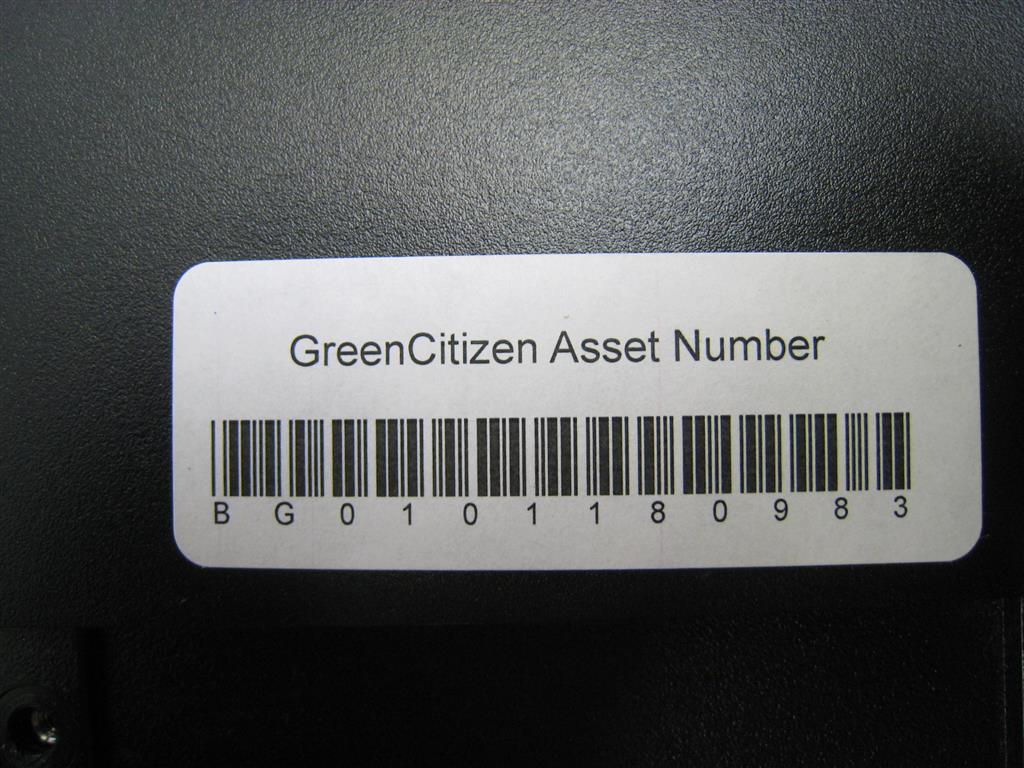 GreenCitizen Asset Number
B G 0 1 0 1 1 8 0 9 8 3